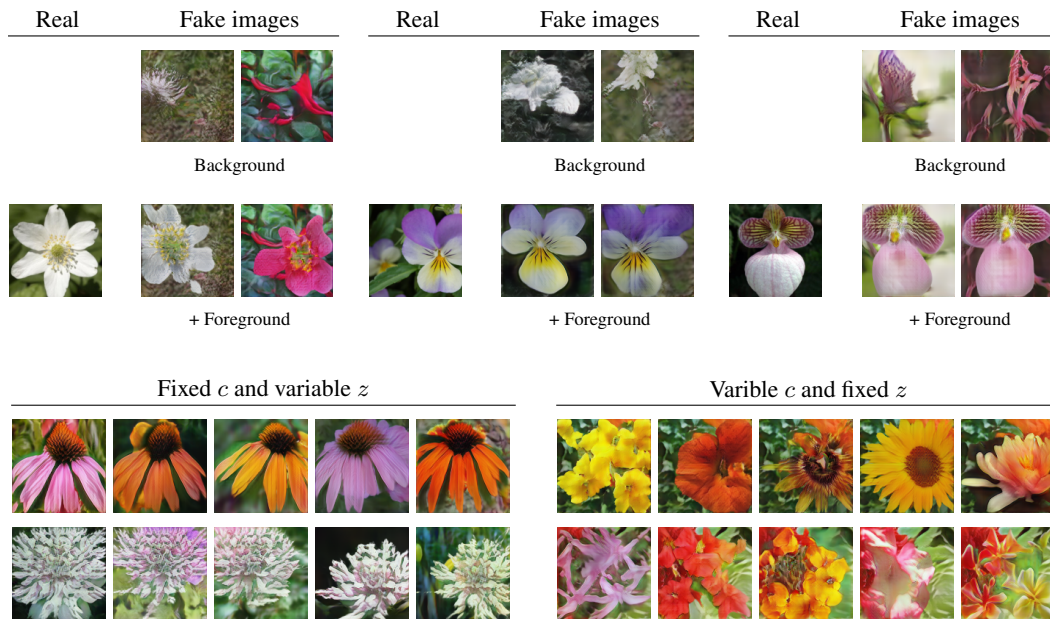 Real Fake images Real Fake images Real Fake images
Background Background Background
+ Foreground + Foreground + Foreground
Fixed c and variable z Varible c and fixed z